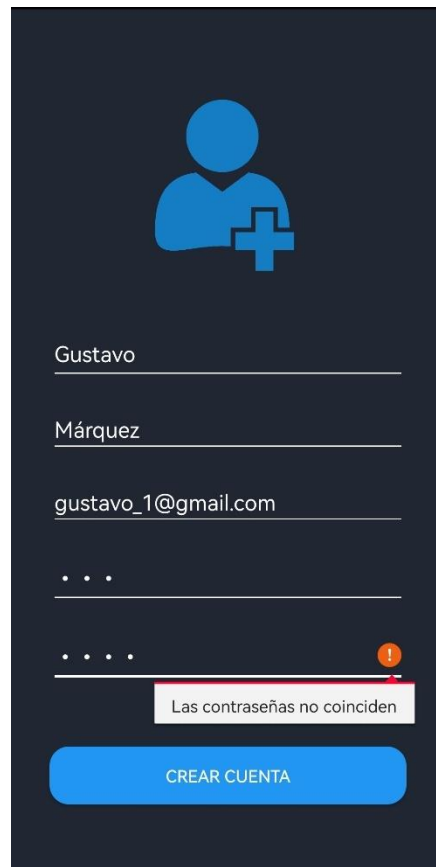 Gustavo
Márquez
gustavo_1@gmail.com
• • •
• • • •
!
Las contraseñas no coinciden
CREAR CUENTA